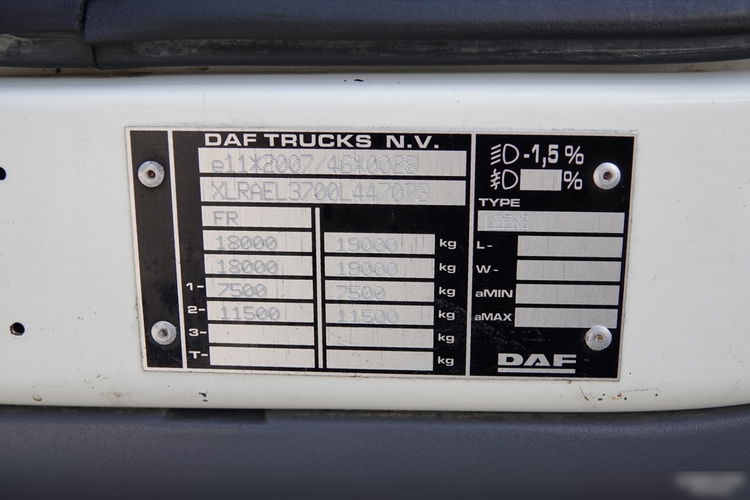 DAF TRUCKS N.V.
e11*2007/46*0023
FR
18000 19000 kg
18000 19000 kg
1- 7500 7500 kg
2- 11500 11500 kg
3- kg
T- kg
-1,5 %
%
TYPE
L-
W-
aMIN
aMAX
DAF